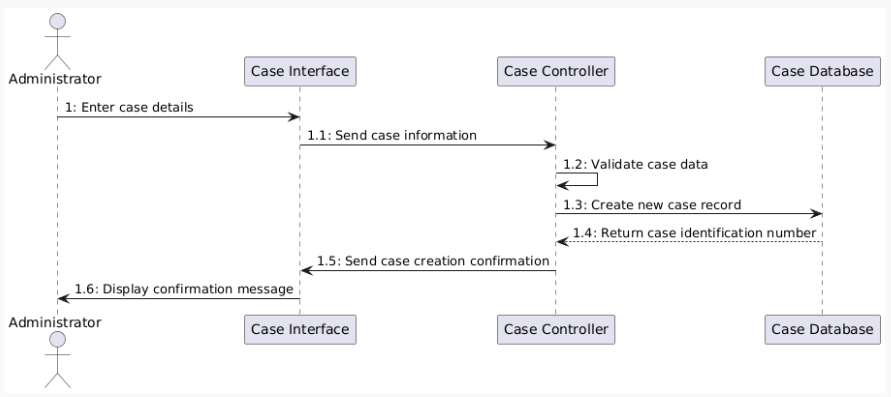 Administrator
Case Interface
Case Controller
Case Database
1: Enter case details
1.1: Send case information
1.2: Validate case data
1.3: Create new case record
1.4: Return case identification number
1.5: Send case creation confirmation
1.6: Display confirmation message
Administrator
Case Interface
Case Controller
Case Database